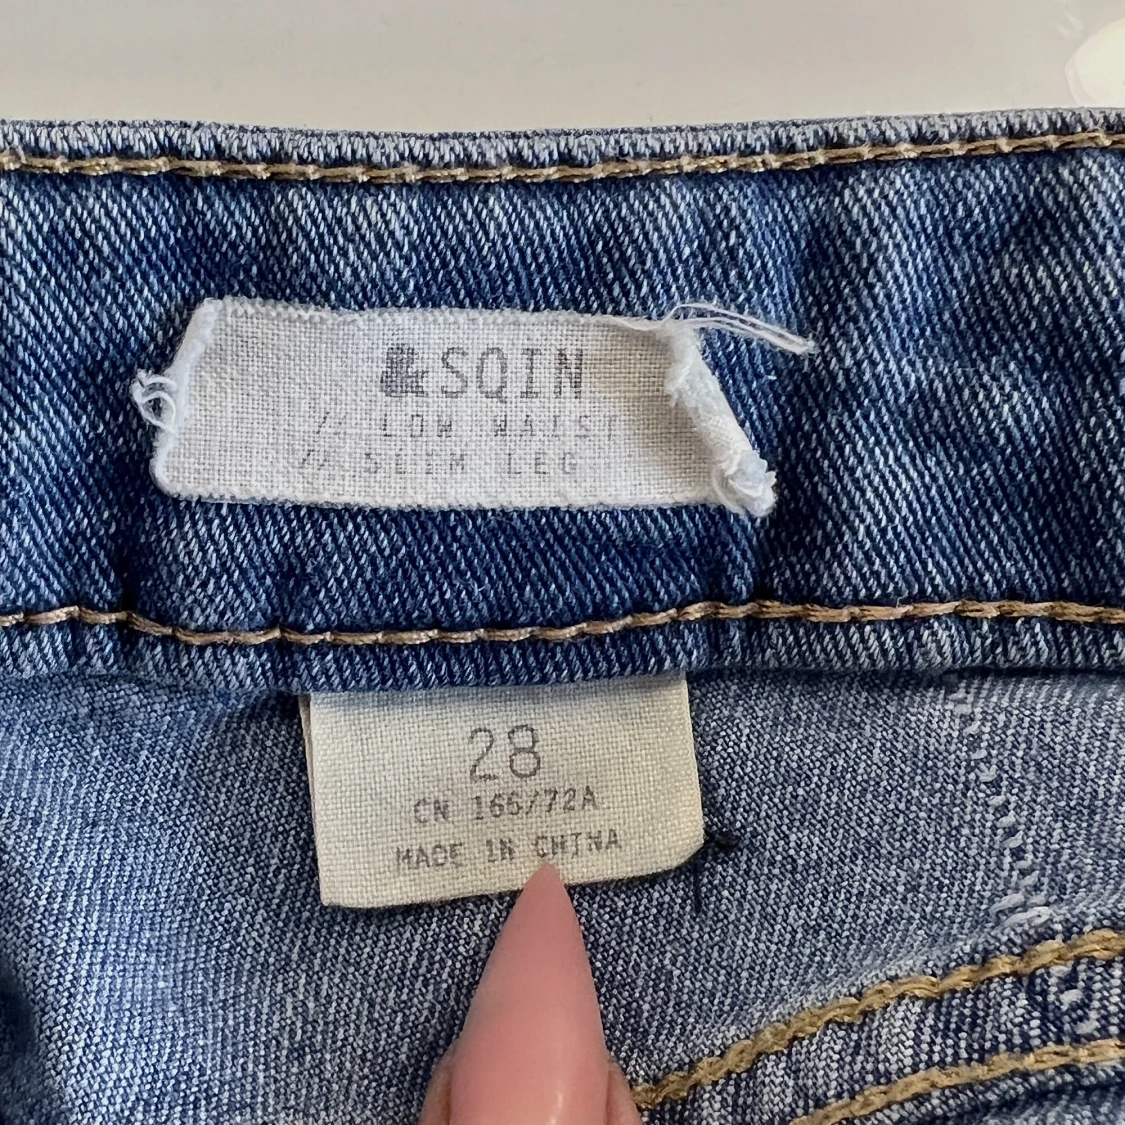 &SQIN
// LOW WAIST
// SLIM LEG
28
CN 166/72A
MADE IN CHINA